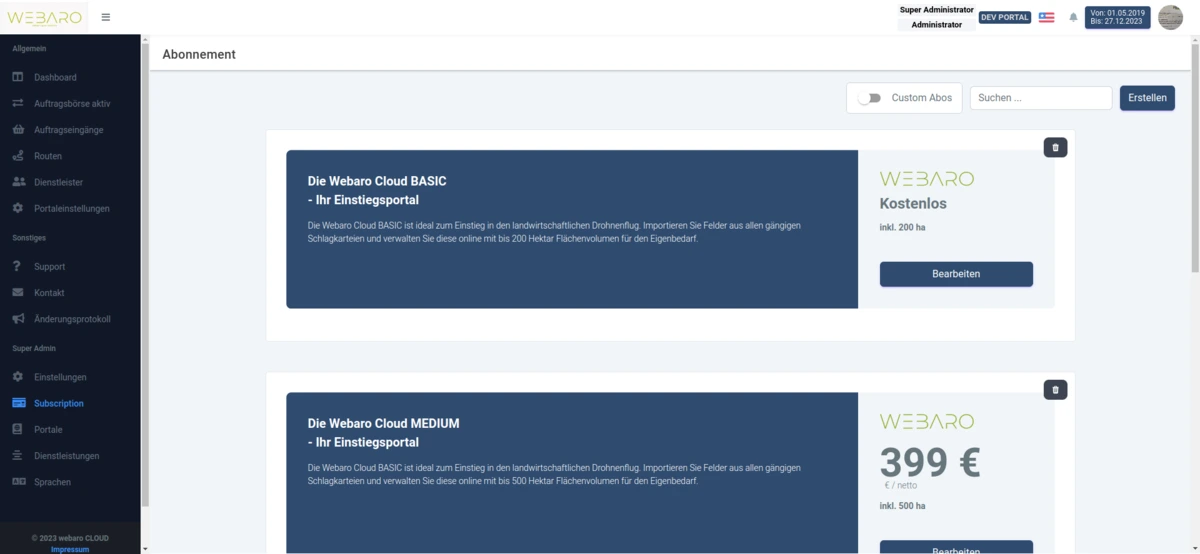 WEBARO
Super Administrator
Administrator
DEV PORTAL
Von: 01.05.2019
Bis: 27.12.2023
Allgemein
Dashboard
Auftragsbörse aktiv
Auftragseingänge
Routen
Dienstleister
Portaleinstellungen
Sonstiges
Support
Kontakt
Änderungsprotokoll
Super Admin
Einstellungen
Subscription
Portale
Dienstleistungen
Sprachen
© 2023 webaro CLOUD
Impressum
Abonnement
Custom Abos
Suchen ...
Erstellen
Die Webaro Cloud BASIC
- Ihr Einstiegsportal
Die Webaro Cloud BASIC ist ideal zum Einstieg in den landwirtschaftlichen Drohnenflug. Importieren Sie Felder aus allen gängigen
Schlagkarteien und verwalten Sie diese online mit bis 200 Hektar Flächenvolumen für den Eigenbedarf.
WEBARO
Kostenlos
inkl. 200 ha
Bearbeiten
Die Webaro Cloud MEDIUM
- Ihr Einstiegsportal
Die Webaro Cloud BASIC ist ideal zum Einstieg in den landwirtschaftlichen Drohnenflug. Importieren Sie Felder aus allen gängigen
Schlagkarteien und verwalten Sie diese online mit bis 500 Hektar Flächenvolumen für den Eigenbedarf.
WEBARO
399 €
€ / netto
inkl. 500 ha
Bearbeiten